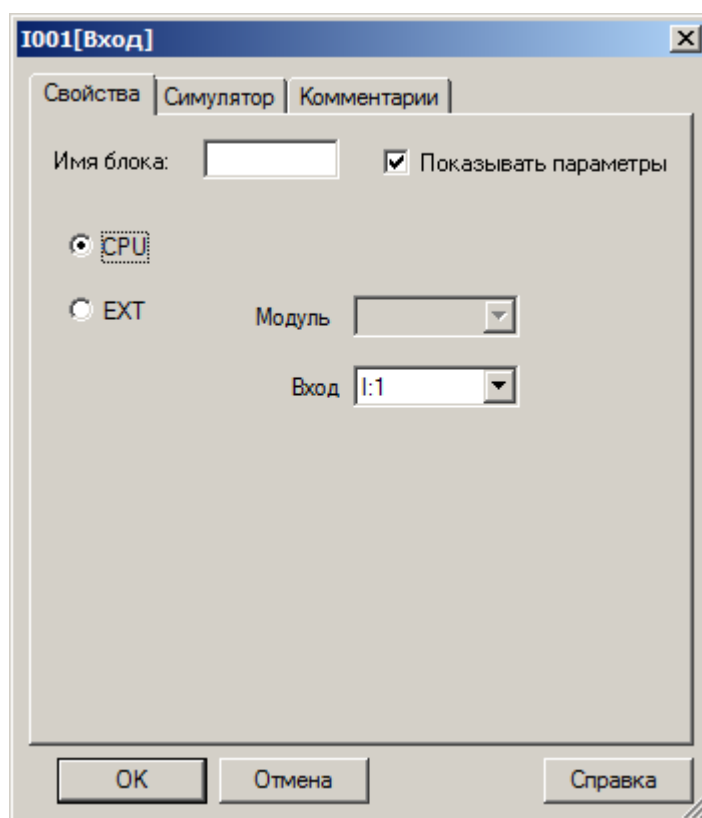 I001[Вход]
Свойства Симулятор Комментарии
Имя блока: Показывать параметры
CPU
EXT Модуль
Вход I:1
OK Отмена Справка